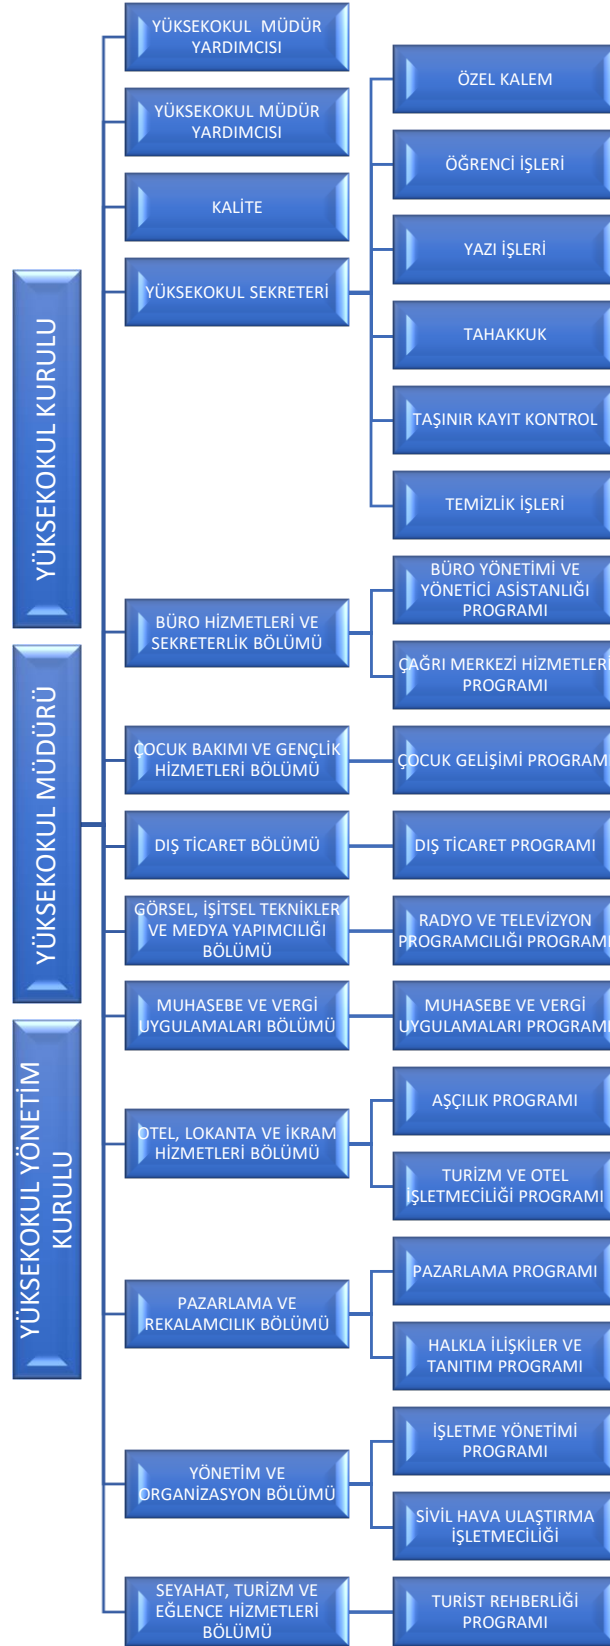 YÜKSEKOKUL KURULU
YÜKSEKOKUL MÜDÜRÜ
YÜKSEKOKUL YÖNETİM
KURULU
YÜKSEKOKUL MÜDÜR
YARDIMCISI
YÜKSEKOKUL MÜDÜR
YARDIMCISI
KALİTE
YÜKSEKOKUL SEKRETERİ
ÖZEL KALEM
ÖĞRENCİ İŞLERİ
YAZI İŞLERİ
TAHAKKUK
TAŞINIR KAYIT KONTROL
TEMİZLİK İŞLERİ
BÜRO HİZMETLERİ VE
SEKRETERLİK BÖLÜMÜ
BÜRO YÖNETİMİ VE
YÖNETİCİ ASİSTANLIĞI
PROGRAMI
ÇAĞRI MERKEZİ HİZMETLERİ
PROGRAMI
ÇOCUK BAKIMI VE GENÇLİK
HİZMETLERİ BÖLÜMÜ
ÇOCUK GELİŞİMİ PROGRAMI
DIŞ TİCARET BÖLÜMÜ
DIŞ TİCARET PROGRAMI
GÖRSEL, İŞİTSEL TEKNİKLER
VE MEDYA YAPIMCILIĞI
BÖLÜMÜ
RADYO VE TELEVİZYON
PROGRAMCILIĞI PROGRAMI
MUHASEBE VE VERGİ
UYGULAMALARI BÖLÜMÜ
MUHASEBE VE VERGİ
UYGULAMALARI PROGRAMI
OTEL, LOKANTA VE İKRAM
HİZMETLERİ BÖLÜMÜ
AŞÇILIK PROGRAMI
TURİZM VE OTEL
İŞLETMECİLİĞİ PROGRAMI
PAZARLAMA VE
REKALAMCILIK BÖLÜMÜ
PAZARLAMA PROGRAMI
HALKLA İLİŞKİLER VE
TANITIM PROGRAMI
YÖNETİM VE
ORGANİZASYON BÖLÜMÜ
İŞLETME YÖNETİMİ
PROGRAMI
SİVİL HAVA ULAŞTIRMA
İŞLETMECİLİĞİ
SEYAHAT, TURİZM VE
EĞLENCE HİZMETLERİ
BÖLÜMÜ
TURİST REHBERLİĞİ
PROGRAMI